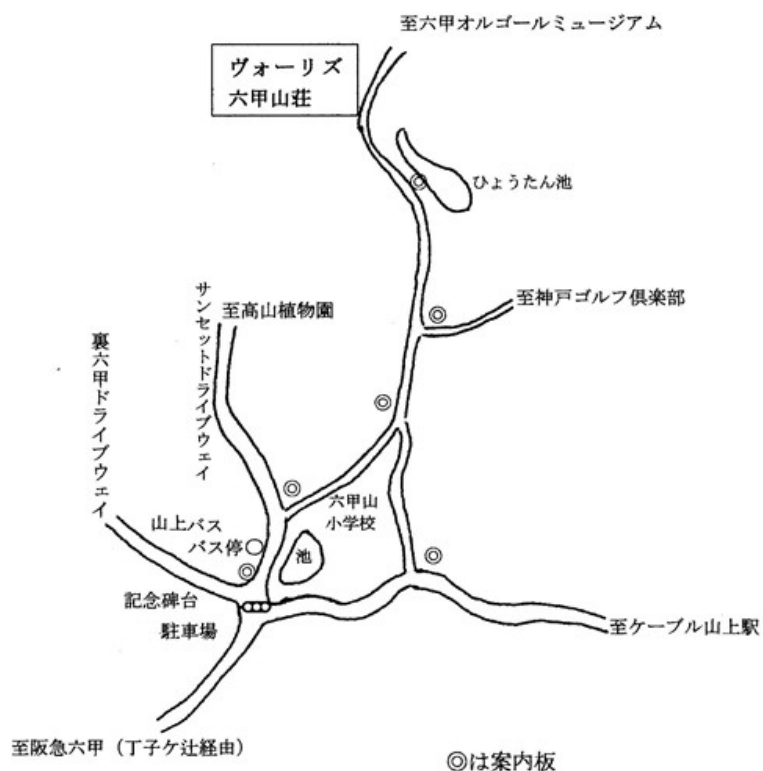 至六甲オルゴールミュージアム
ヴォーリズ
六甲山荘
ひょうたん池
至神戸ゴルフ倶楽部
至高山植物園
サンセットドライブウェイ
裏六甲ドライブウェイ
六甲山
小学校
山上バス
バス停
池
記念碑台
駐車場
至ケーブル山上駅
至阪急六甲（丁子ケ辻経由）
◎は案内板